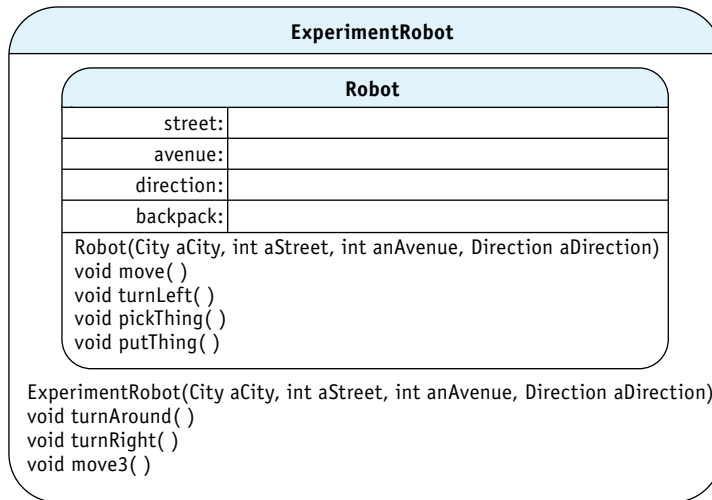 ExperimentRobot
Robot
street:
avenue:
direction:
backpack:
Robot(City aCity, int aStreet, int anAvenue, Direction aDirection)
void move( )
void turnLeft( )
void pickThing( )
void putThing( )
ExperimentRobot(City aCity, int aStreet, int anAvenue, Direction aDirection)
void turnAround( )
void turnRight( )
void move3( )